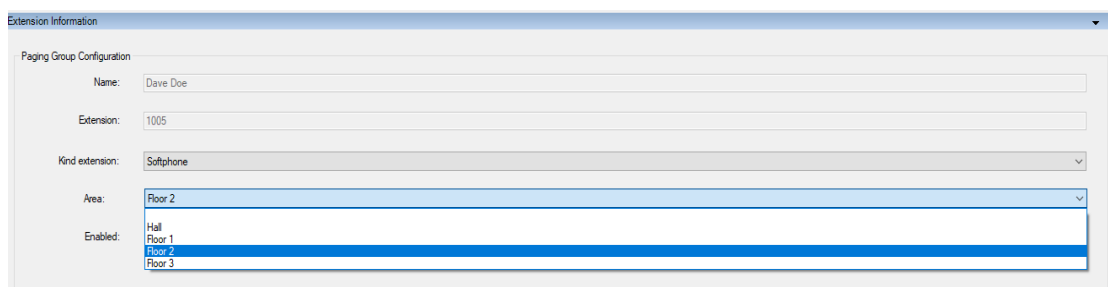 Extension Information
Paging Group Configuration
Name: Dave Doe
Extension: 1005
Kind extension: Softphone
Area: Floor 2
Hall
Enabled: Floor 1
Floor 2
Floor 3